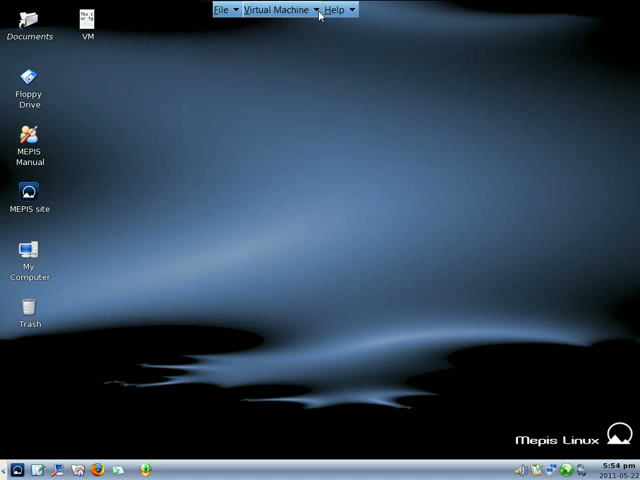 File Virtual Machine Help
Documents
VM
Floppy
Drive
MEPIS
Manual
MEPIS site
My
Computer
Trash
Mepis Linux
5:54 pm
2011-05-22